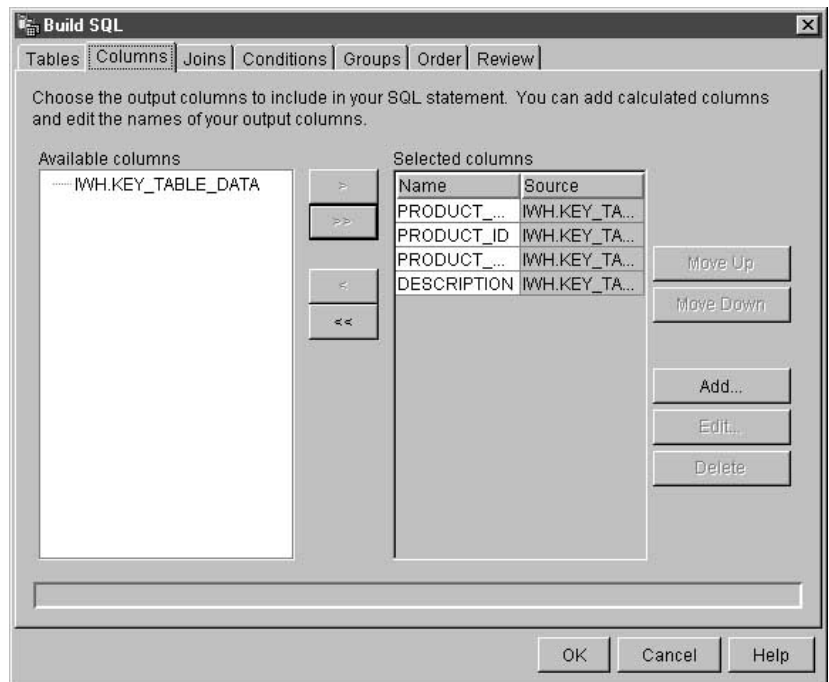 Build SQL
Tables Columns Joins Conditions Groups Order Review
Choose the output columns to include in your SQL statement. You can add calculated columns
and edit the names of your output columns.
Available columns
Selected columns
IWH.KEY_TABLE_DATA
>
>>
<
<<
Name Source
PRODUCT_... IWH.KEY_TA...
PRODUCT_ID IWH.KEY_TA...
PRODUCT_... IWH.KEY_TA...
DESCRIPTION IWH.KEY_TA...
Move Up
Move Down
Add...
Edit...
Delete
OK Cancel Help